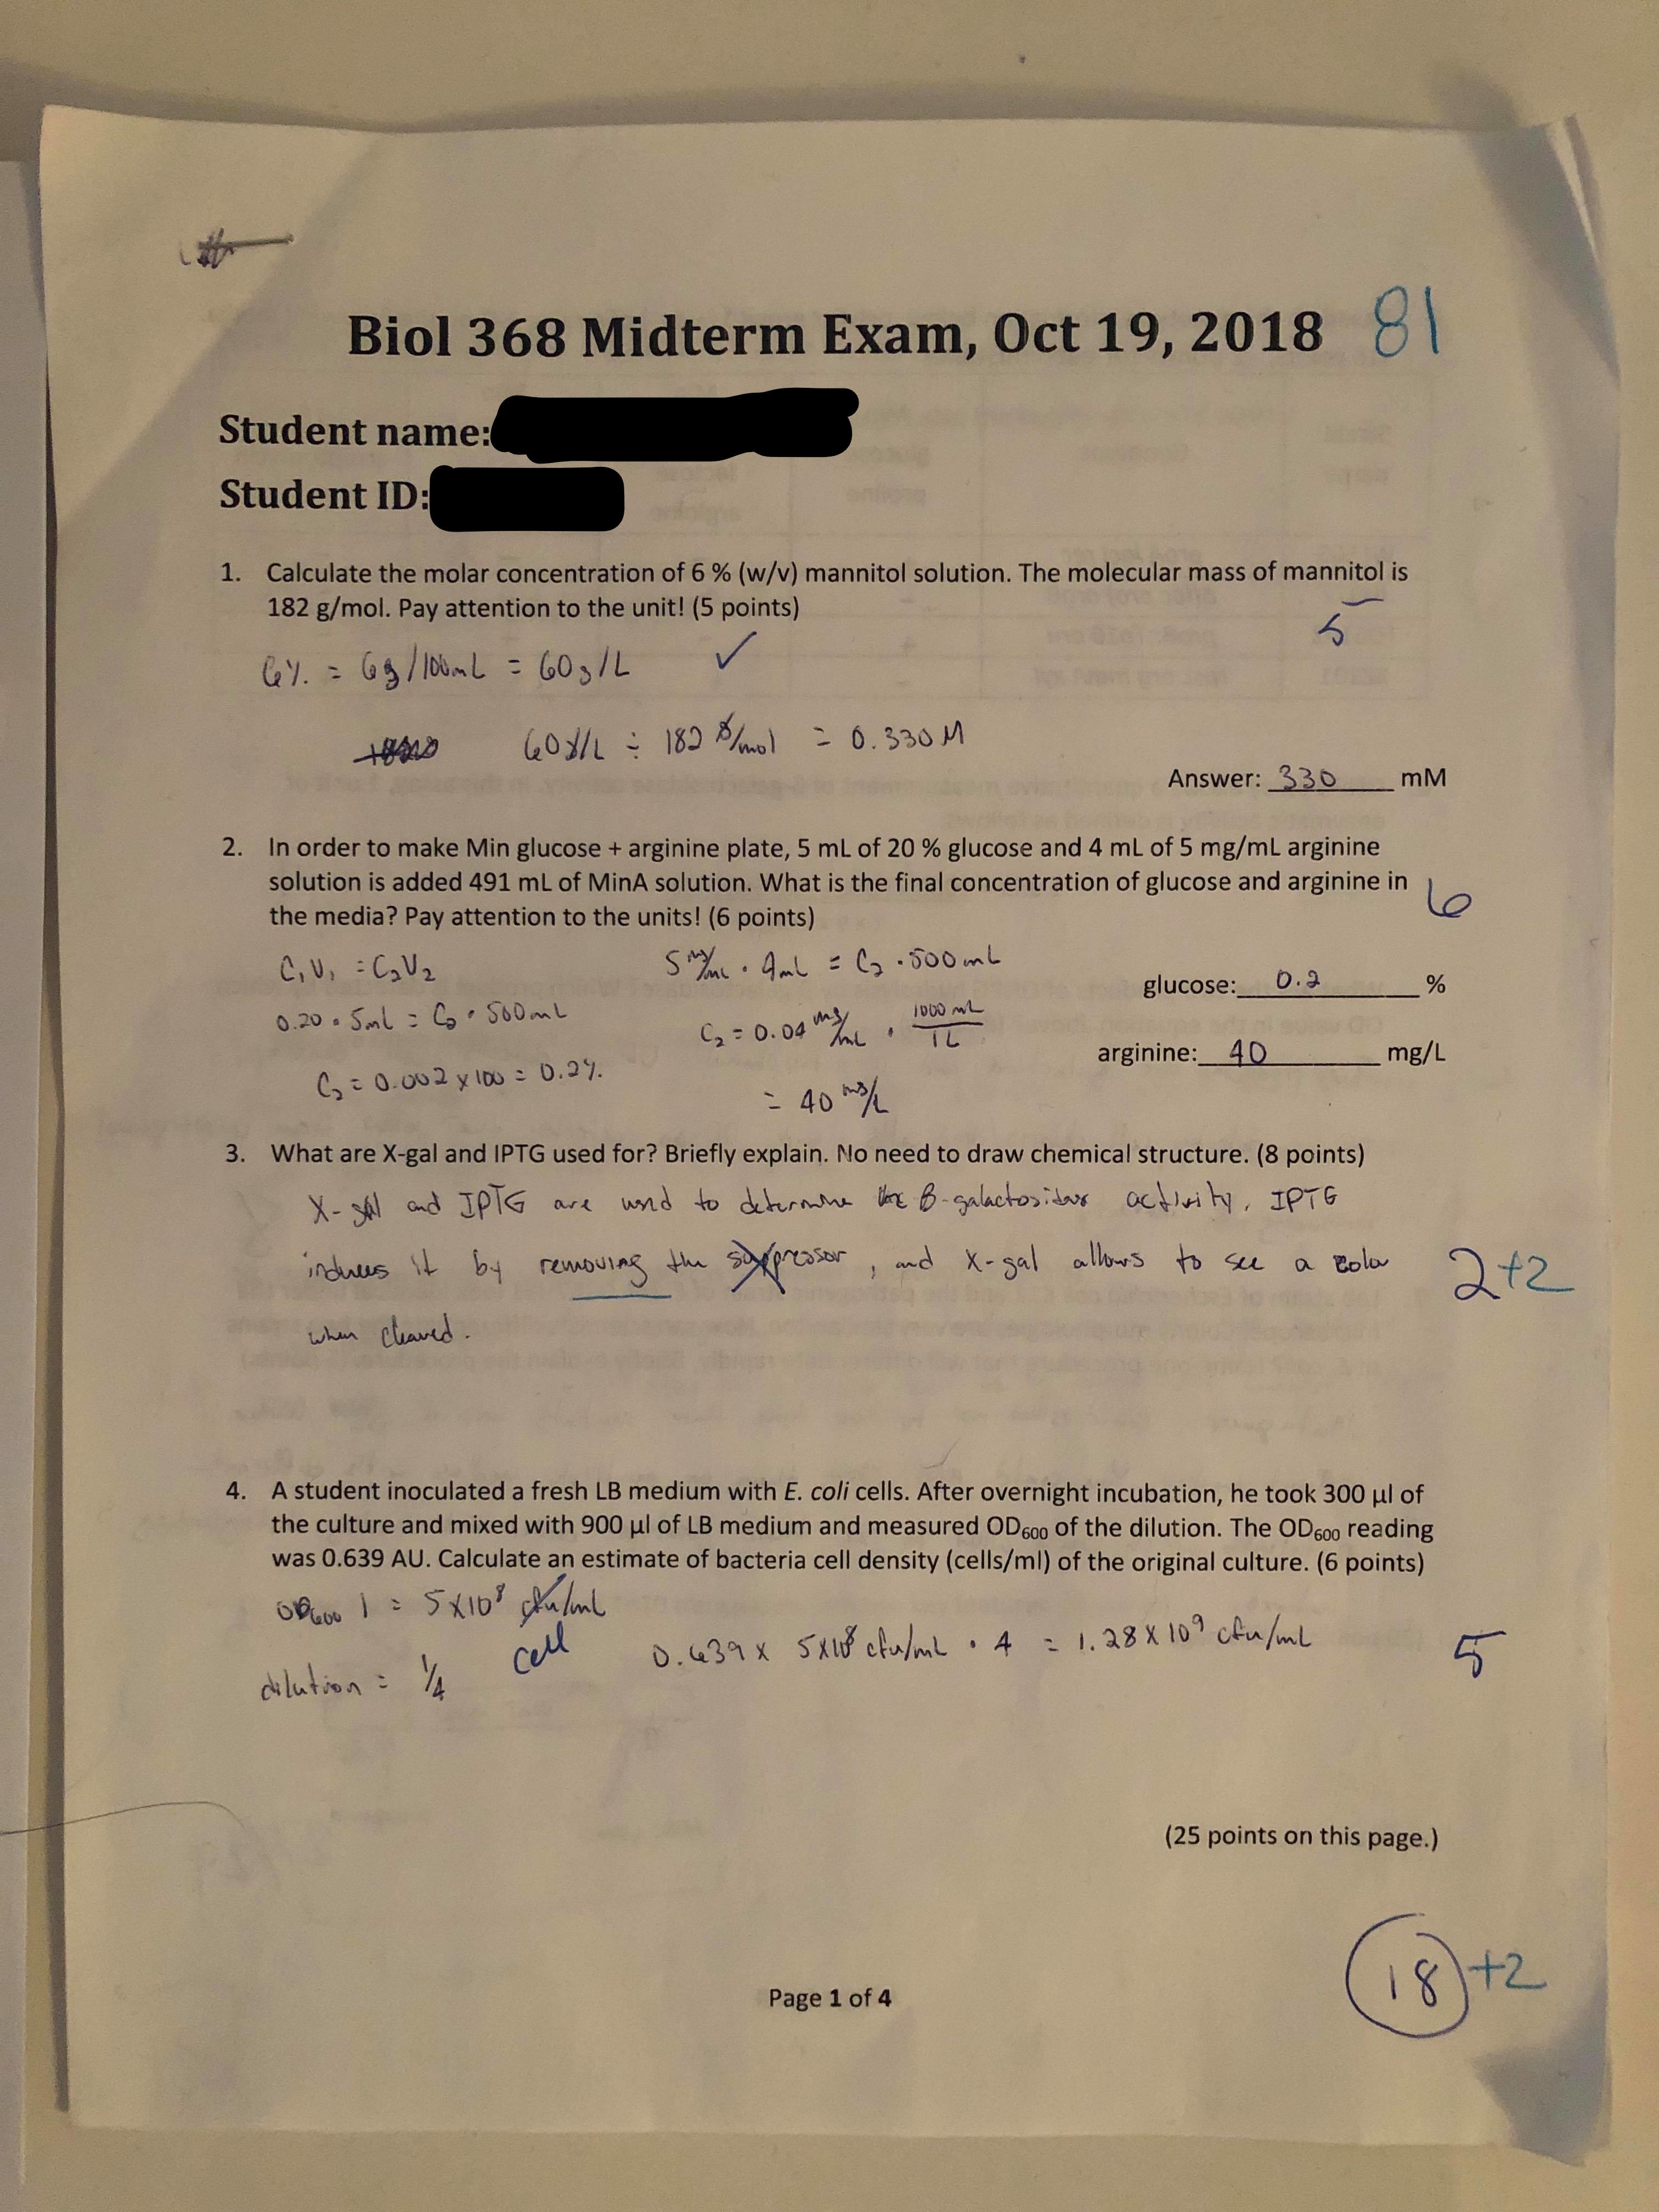 Biol 368 Midterm Exam, Oct 19, 2018 81
Student name:
Student ID:
1. Calculate the molar concentration of 6 % (w/v) mannitol solution. The molecular mass of mannitol is
182 g/mol. Pay attention to the unit! (5 points)
5
6% = 6g/100mL = 60g/L ✓
60g/L ÷ 182 g/mol = 0.330 M
Answer: 330 mM
2. In order to make Min glucose + arginine plate, 5 mL of 20 % glucose and 4 mL of 5 mg/mL arginine
solution is added 491 mL of MinA solution. What is the final concentration of glucose and arginine in
the media? Pay attention to the units! (6 points)
6
C₁V₁ = C₂V₂
0.20 • 5mL = C₂ • 500mL
C₂ = 0.002 x 100 = 0.2%
5 mg/mL • 4mL = C₂ • 500mL
C₂ = 0.04 mg/mL • 1000 mL / 1L
= 40 mg/L
glucose: 0.2 %
arginine: 40 mg/L
3. What are X-gal and IPTG used for? Briefly explain. No need to draw chemical structure. (8 points)
X-gal and IPTG are used to determine the B-galactosidase activity. IPTG
induces it by removing the suppressor, and X-gal allows to see a color
when cleaved.
2+2
4. A student inoculated a fresh LB medium with E. coli cells. After overnight incubation, he took 300 µl of
the culture and mixed with 900 µl of LB medium and measured OD₆₀₀ of the dilution. The OD₆₀₀ reading
was 0.639 AU. Calculate an estimate of bacteria cell density (cells/ml) of the original culture. (6 points)
OD₆₀₀ 1 = 5x10⁸ cfu/mL
cell
dilution = 1/4
0.639 x 5x10⁸ cfu/mL • 4 = 1.28 x 10⁹ cfu/mL
5
(25 points on this page.)
18 +2
Page 1 of 4